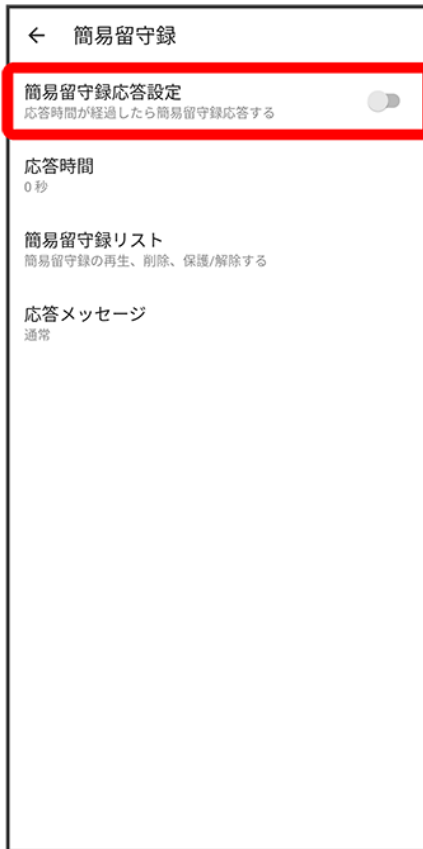 簡易留守録
簡易留守録応答設定
応答時間が経過したら簡易留守録応答する
応答時間
0 秒
簡易留守録リスト
簡易留守録の再生、削除、保護/解除する
応答メッセージ
通常